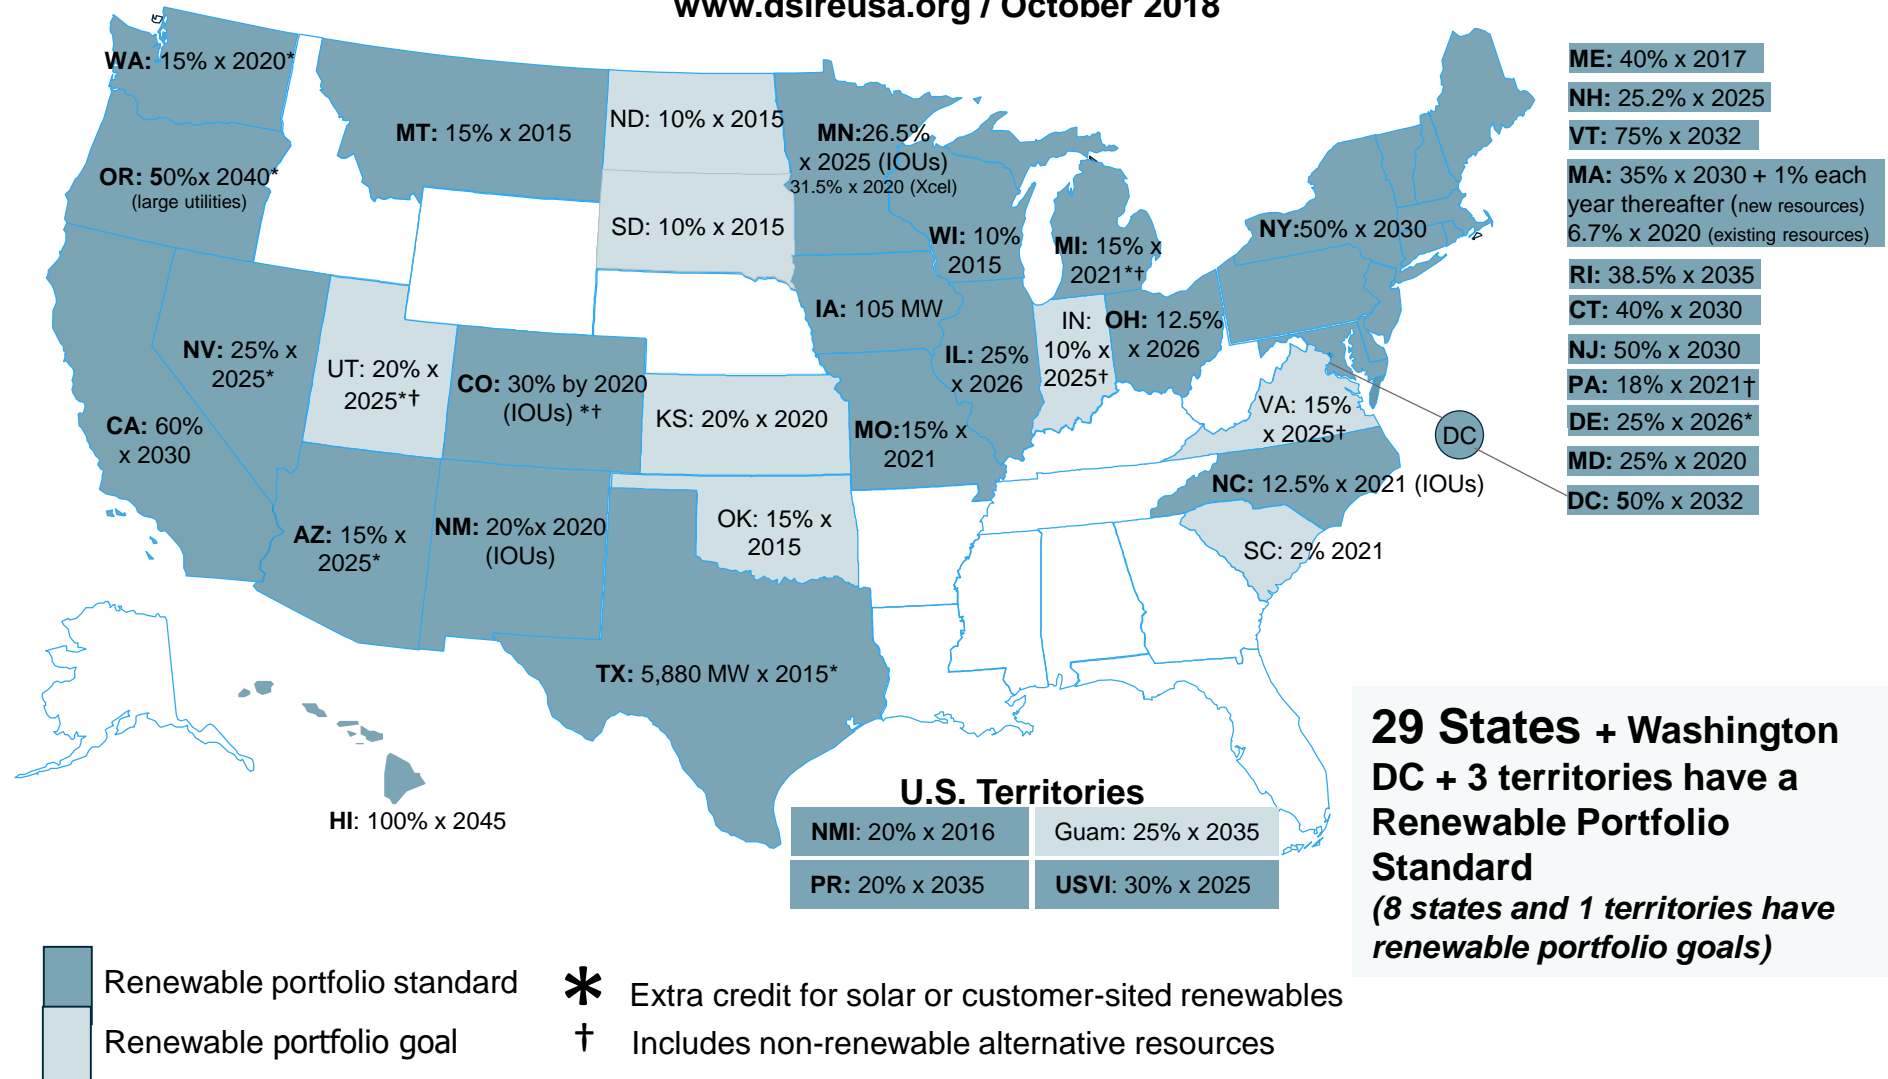 www.dsireusa.org / October 2018
WA: 15% x 2020*
MT: 15% x 2015
ND: 10% x 2015
MN:26.5%
x 2025 (IOUs)
31.5% x 2020 (Xcel)
OR: 50%x 2040*
(large utilities)
SD: 10% x 2015
WI: 10%
2015
MI: 15% x
2021*†
NY:50% x 2030
IA: 105 MW
NV: 25% x
2025*
UT: 20% x
2025*†
CO: 30% by 2020
(IOUs) *†
KS: 20% x 2020
IL: 25%
x 2026
IN:
10% x
2025†
OH: 12.5%
x 2026
CA: 60%
x 2030
MO:15% x
2021
VA: 15%
x 2025†
DC
NC: 12.5% x 2021 (IOUs)
AZ: 15% x
2025*
NM: 20%x 2020
(IOUs)
OK: 15% x
2015
SC: 2% 2021
TX: 5,880 MW x 2015*
HI: 100% x 2045
ME: 40% x 2017
NH: 25.2% x 2025
VT: 75% x 2032
MA: 35% x 2030 + 1% each
year thereafter (new resources)
6.7% x 2020 (existing resources)
RI: 38.5% x 2035
CT: 40% x 2030
NJ: 50% x 2030
PA: 18% x 2021†
DE: 25% x 2026*
MD: 25% x 2020
DC: 50% x 2032
U.S. Territories
NMI: 20% x 2016
Guam: 25% x 2035
PR: 20% x 2035
USVI: 30% x 2025
29 States + Washington
DC + 3 territories have a
Renewable Portfolio
Standard
(8 states and 1 territories have
renewable portfolio goals)
Renewable portfolio standard
Renewable portfolio goal
* Extra credit for solar or customer-sited renewables
† Includes non-renewable alternative resources